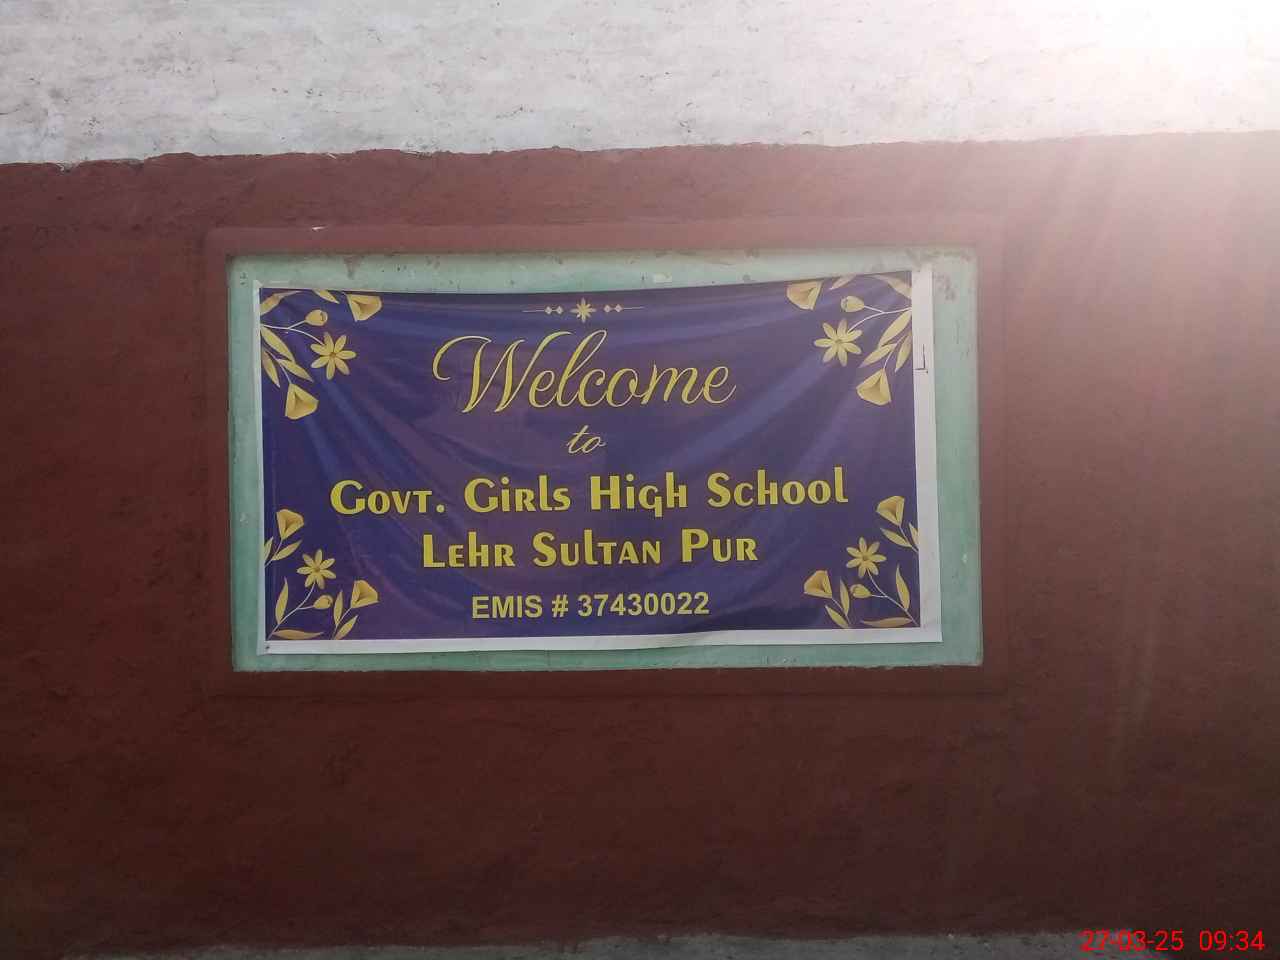 Welcome
to
Govt. Girls High School
Lehr Sultan Pur
EMIS # 37430022
27-03-25 09:34